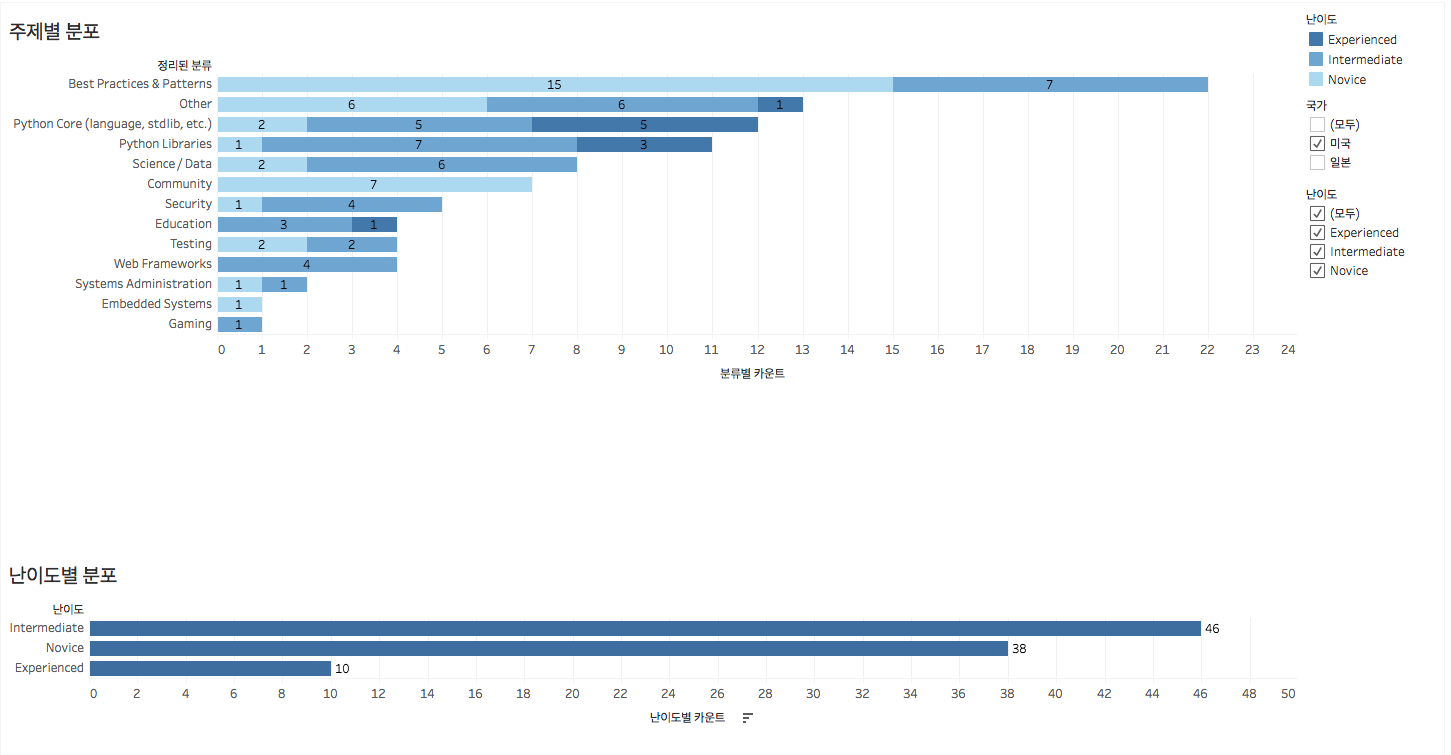 주제별 분포
정리된 분류
Best Practices & Patterns 15 7
Other 6 6 1
Python Core (language, stdlib, etc.) 2 5 5
Python Libraries 1 7 3
Science / Data 2 6
Community 7
Security 1 4
Education 3 1
Testing 2 2
Web Frameworks 4
Systems Administration 1 1
Embedded Systems 1
Gaming 1
0 1 2 3 4 5 6 7 8 9 10 11 12 13 14 15 16 17 18 19 20 21 22 23 24
분류별 카운트
난이도
Experienced
Intermediate
Novice
국가
(모두)
미국
일본
난이도
(모두)
Experienced
Intermediate
Novice
난이도별 분포
난이도
Intermediate 46
Novice 38
Experienced 10
0 2 4 6 8 10 12 14 16 18 20 22 24 26 28 30 32 34 36 38 40 42 44 46 48 50
난이도별 카운트